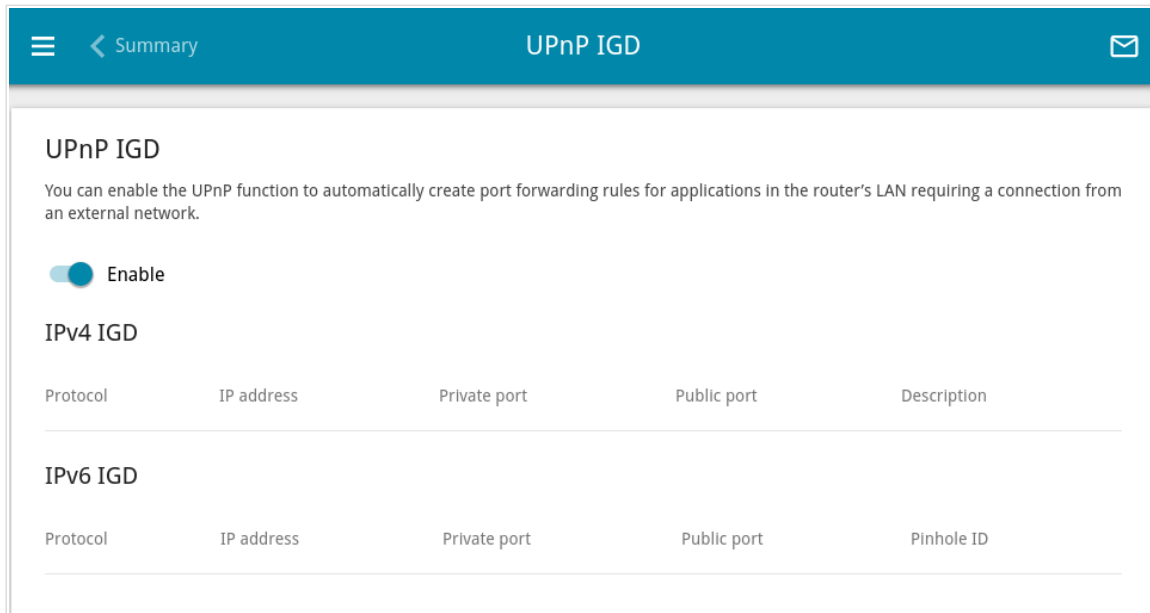 Summary
UPnP IGD
UPnP IGD
You can enable the UPnP function to automatically create port forwarding rules for applications in the router’s LAN requiring a connection from
an external network.
Enable
IPv4 IGD
Protocol IP address Private port Public port Description
IPv6 IGD
Protocol IP address Private port Public port Pinhole ID